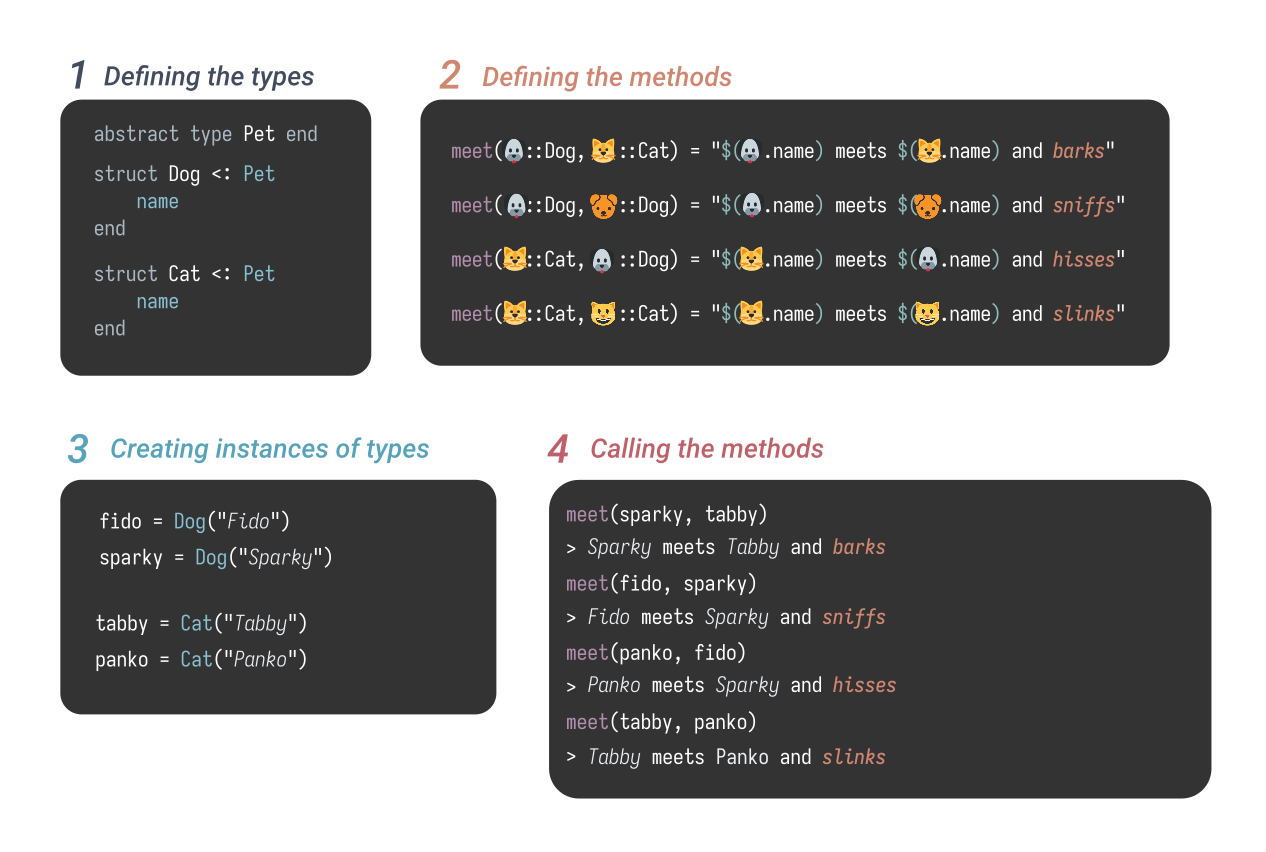 1 Defining the types
abstract type Pet end
struct Dog <: Pet
    name
end
struct Cat <: Pet
    name
end
2 Defining the methods
meet(🐶::Dog, 🐱::Cat) = "$(🐶.name) meets $(🐱.name) and barks"
meet(🐶::Dog, 🐕::Dog) = "$(🐶.name) meets $(🐕.name) and sniffs"
meet(🐱::Cat, 🐶::Dog) = "$(🐱.name) meets $(🐶.name) and hisses"
meet(🐱::Cat, 😺::Cat) = "$(🐱.name) meets $(😺.name) and slinks"
3 Creating instances of types
fido = Dog("Fido")
sparky = Dog("Sparky")
tabby = Cat("Tabby")
panko = Cat("Panko")
4 Calling the methods
meet(sparky, tabby)
> Sparky meets Tabby and barks
meet(fido, sparky)
> Fido meets Sparky and sniffs
meet(panko, fido)
> Panko meets Sparky and hisses
meet(tabby, panko)
> Tabby meets Panko and slinks